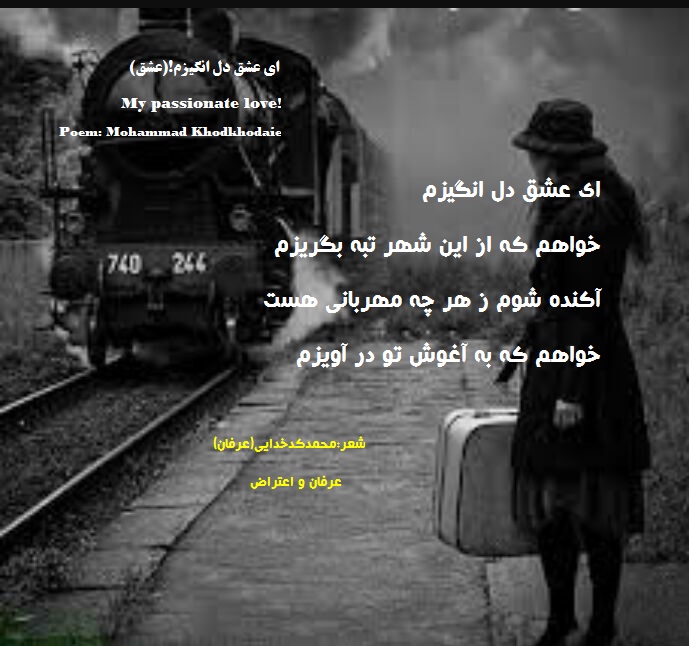 ای عشق دل انگیزم!(عشق)
My passionate love!
Poem: Mohammad Khodkhodaie
ای عشق دل انگیزم
خواهم که از این شهر تبه بگریزم
آکنده شوم ز هر چه مهربانی هست
خواهم که به آغوش تو در آویزم
740 244
شعر:محمدکدخدایی(عرفان)
عرفان و اعتراض